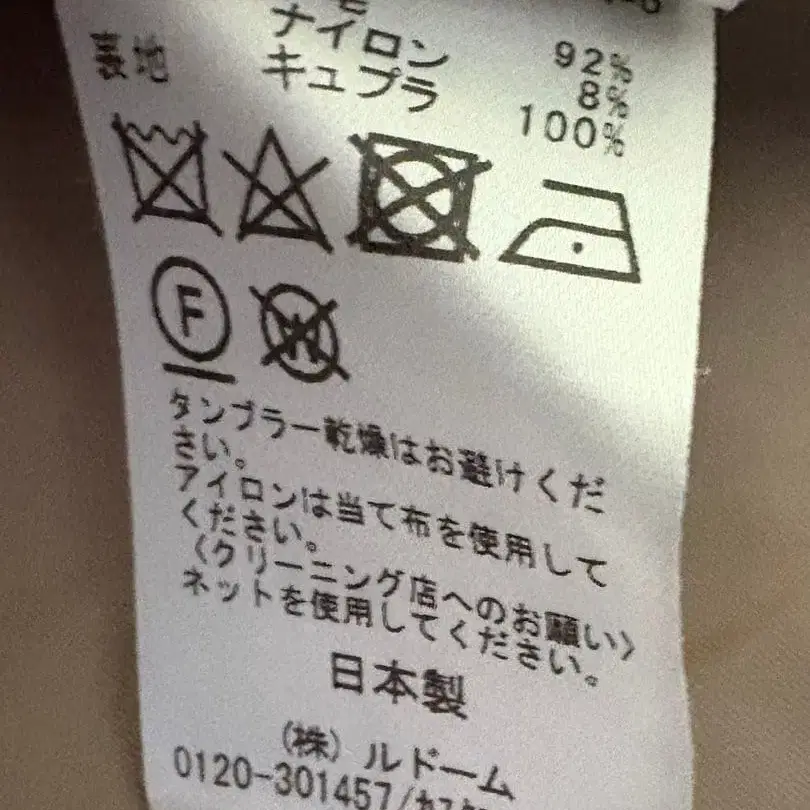 92%
ナイロン 8%
裏地 キュプラ 100%
F W
タンブラー乾燥はお避けくだ
さい。
アイロンは当て布を使用して
ください。
〈クリーニング店へのお願い〉
ネットを使用してください。
日本製
(株) ルドーム
0120-301457/